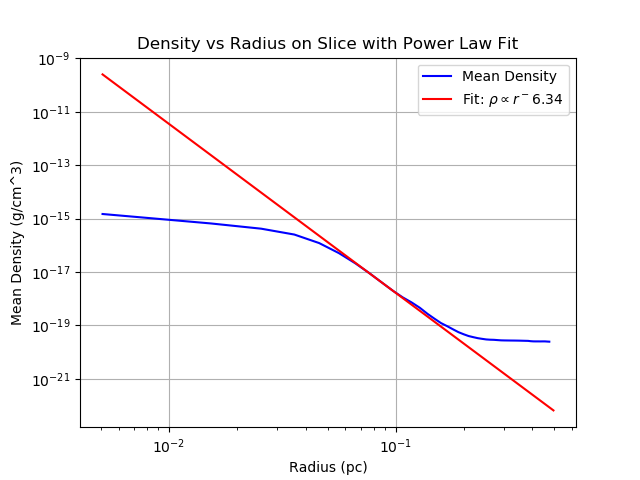 Density vs Radius on Slice with Power Law Fit
Mean Density (g/cm^3)
10⁻⁹
10⁻¹¹
10⁻¹³
10⁻¹⁵
10⁻¹⁷
10⁻¹⁹
10⁻²¹
Mean Density
Fit: ρ ∝ r⁻6.34
10⁻²
10⁻¹
Radius (pc)